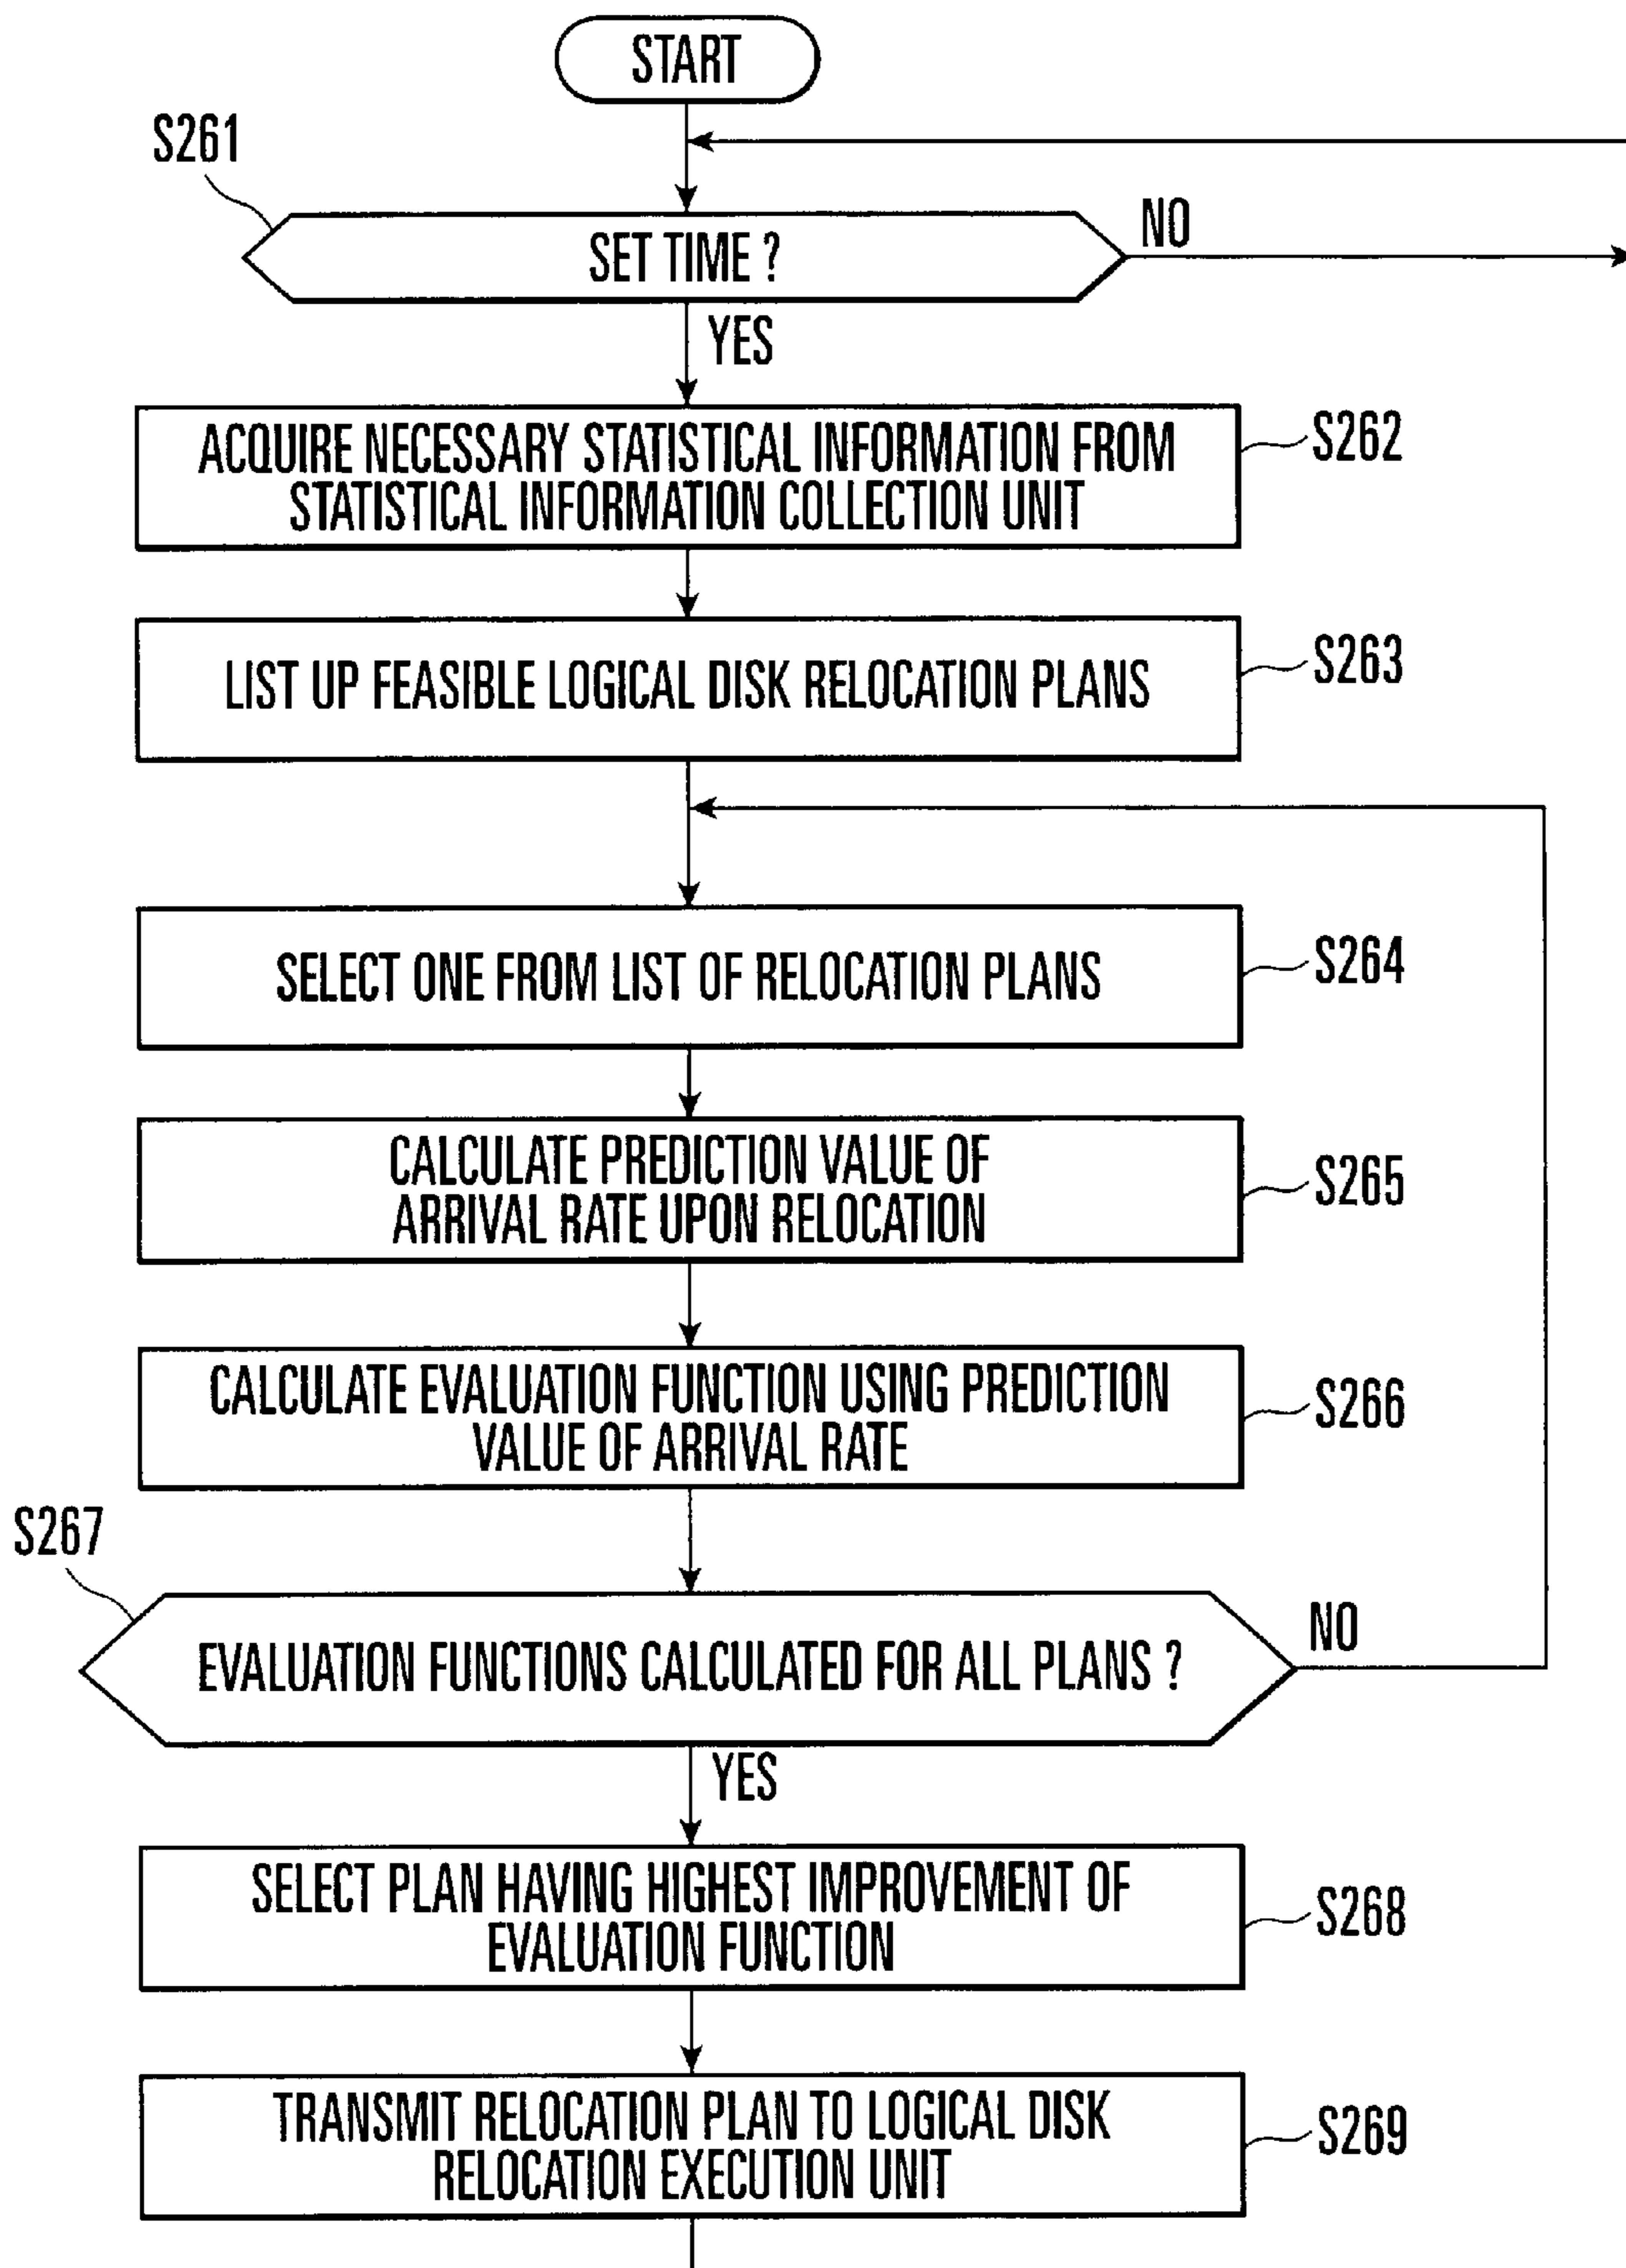 START
S261
SET TIME ?
NO
YES
ACQUIRE NECESSARY STATISTICAL INFORMATION FROM
STATISTICAL INFORMATION COLLECTION UNIT
S262
LIST UP FEASIBLE LOGICAL DISK RELOCATION PLANS
S263
SELECT ONE FROM LIST OF RELOCATION PLANS
S264
CALCULATE PREDICTION VALUE OF
ARRIVAL RATE UPON RELOCATION
S265
CALCULATE EVALUATION FUNCTION USING PREDICTION
VALUE OF ARRIVAL RATE
S266
S267
EVALUATION FUNCTIONS CALCULATED FOR ALL PLANS ?
NO
YES
SELECT PLAN HAVING HIGHEST IMPROVEMENT OF
EVALUATION FUNCTION
S268
TRANSMIT RELOCATION PLAN TO LOGICAL DISK
RELOCATION EXECUTION UNIT
S269